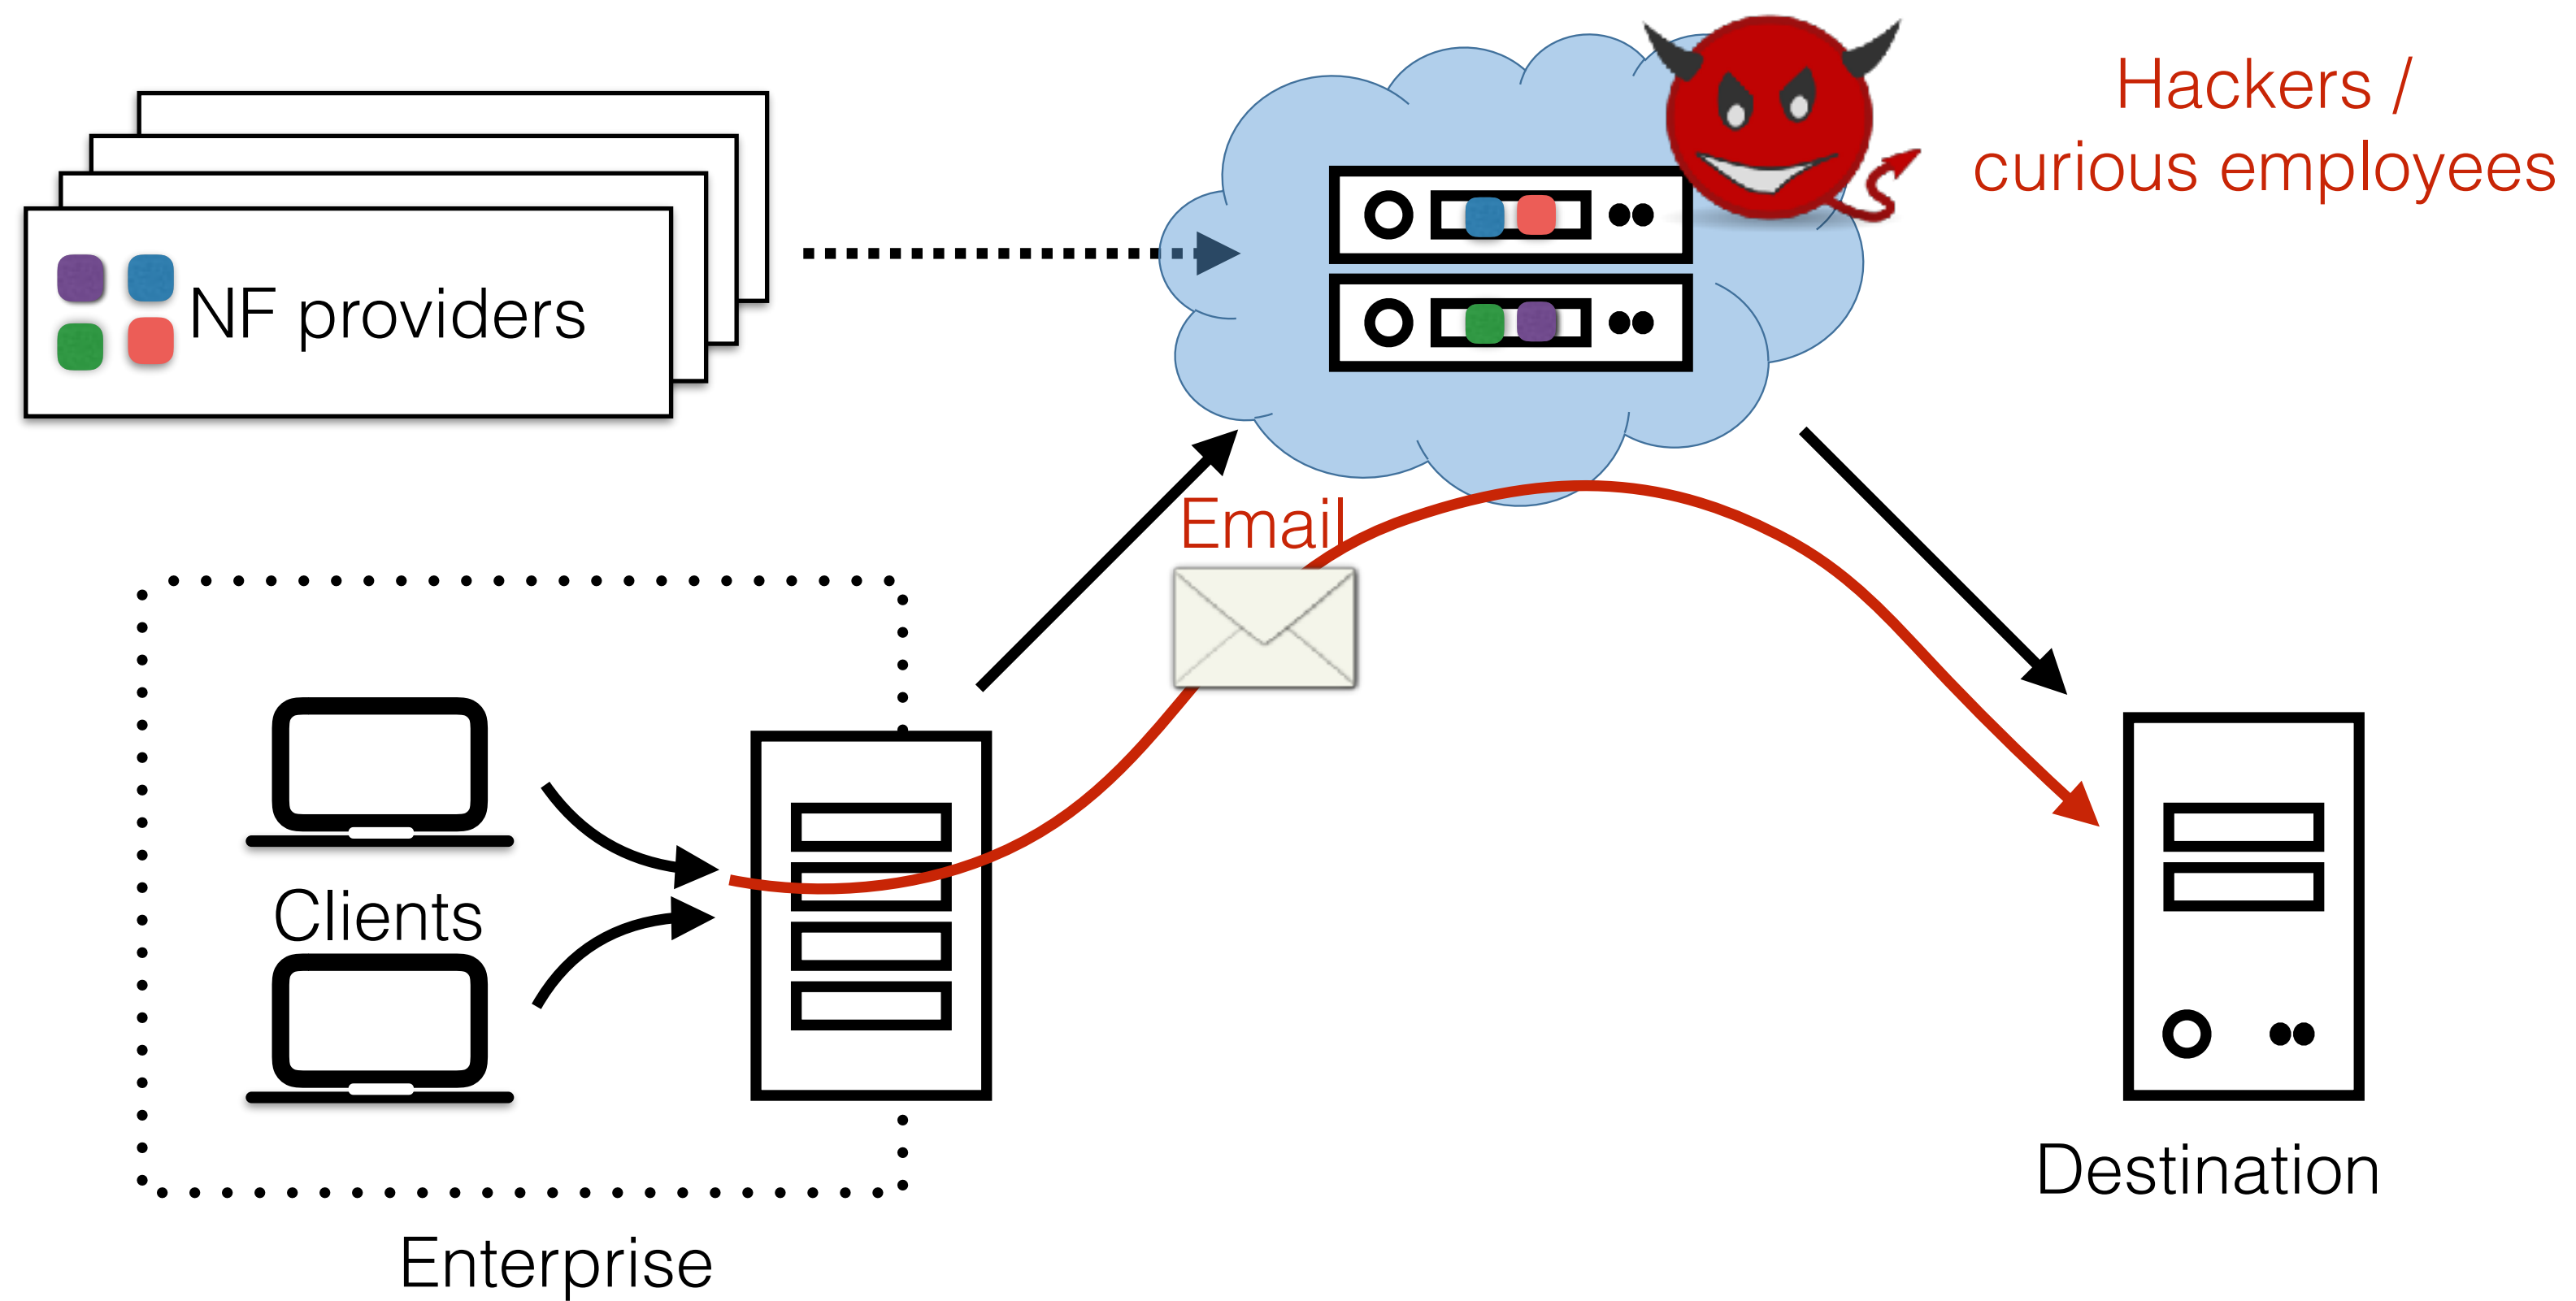 Hackers /
curious employees
NF providers
Email
Clients
Destination
Enterprise